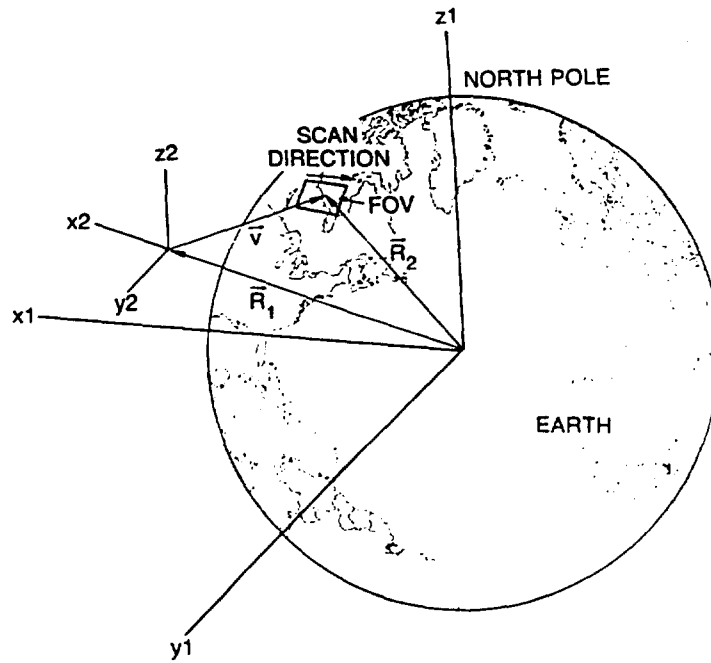 z1
NORTH POLE
SCAN
DIRECTION
z2
FOV
x2
v
R2
y2
R1
x1
EARTH
y1